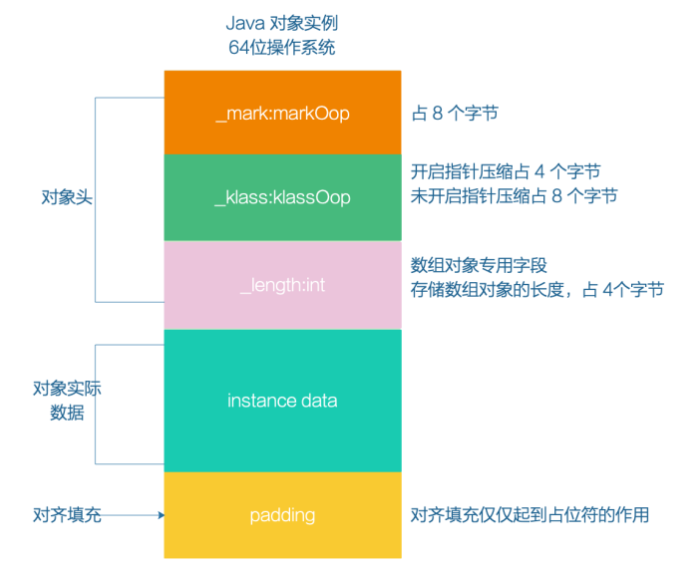 Java 对象实例
64位操作系统
_mark:markOop
占 8 个字节
对象头
_klass:klassOop
开启指针压缩占 4 个字节
未开启指针压缩占 8 个字节
_length:int
数组对象专用字段
存储数组对象的长度，占 4个字节
对象实际
数据
instance data
对齐填充
padding
对齐填充仅仅起到占位符的作用